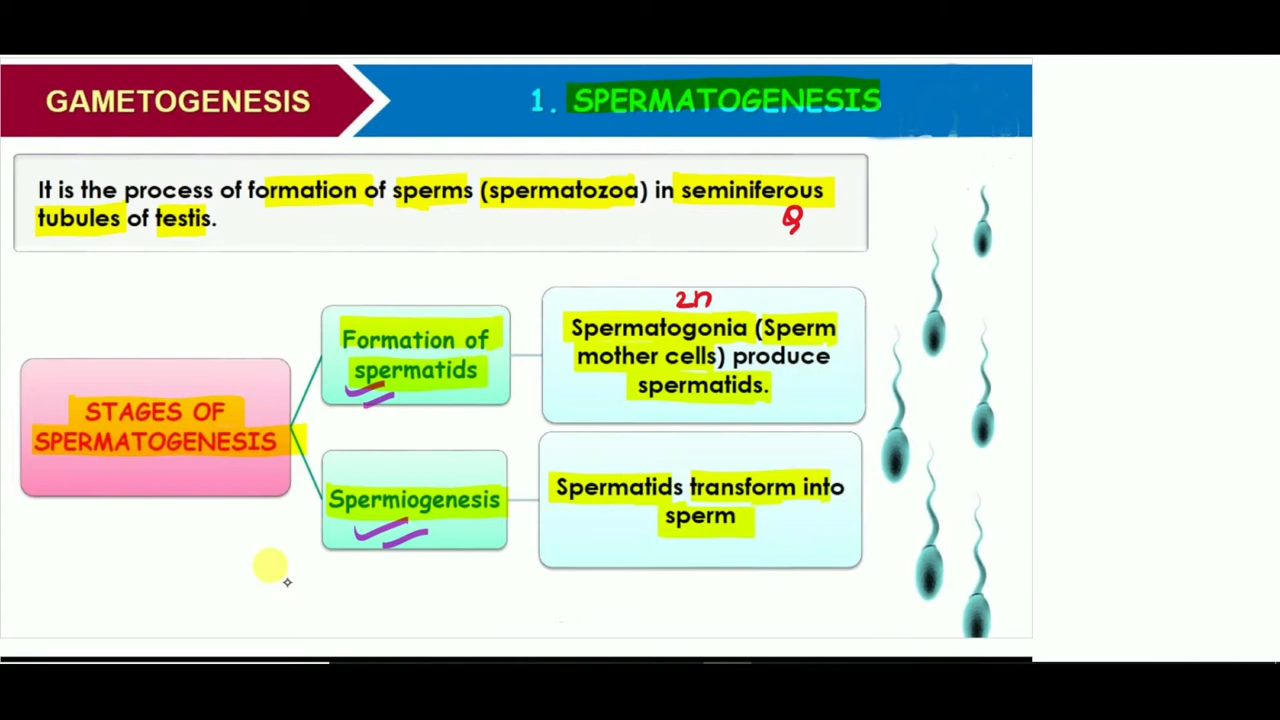 GAMETOGENESIS
1. SPERMATOGENESIS
It is the process of formation of sperms (spermatozoa) in seminiferous
tubules of testis.
STAGES OF
SPERMATOGENESIS
Formation of
spermatids
2n
Spermatogonia (Sperm
mother cells) produce
spermatids.
Spermiogenesis
Spermatids transform into
sperm